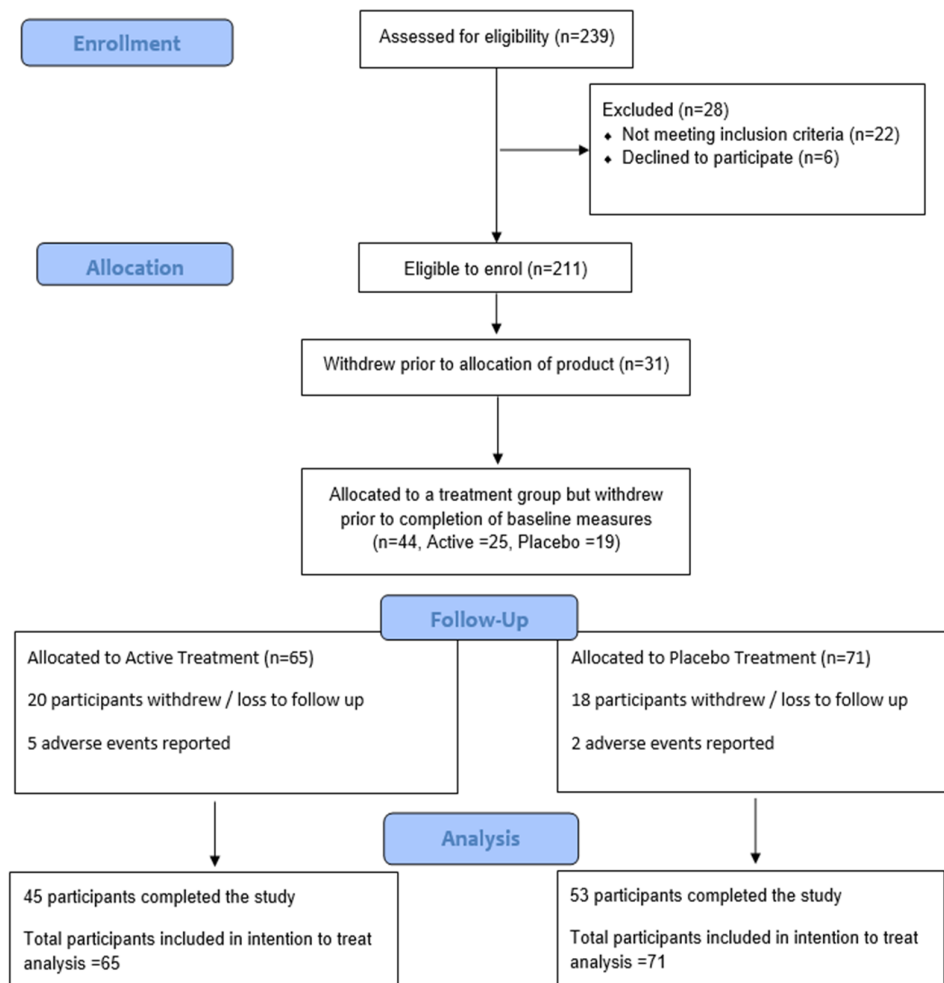 Enrollment
Assessed for eligibility (n=239)
Excluded (n=28)
⬥ Not meeting inclusion criteria (n=22)
⬥ Declined to participate (n=6)
Allocation
Eligible to enrol (n=211)
Withdrew prior to allocation of product (n=31)
Allocated to a treatment group but withdrew
prior to completion of baseline measures
(n=44, Active =25, Placebo =19)
Follow-Up
Allocated to Active Treatment (n=65)
20 participants withdrew / loss to follow up
5 adverse events reported
Allocated to Placebo Treatment (n=71)
18 participants withdrew / loss to follow up
2 adverse events reported
Analysis
45 participants completed the study
Total participants included in intention to treat
analysis =65
53 participants completed the study
Total participants included in intention to treat
analysis =71